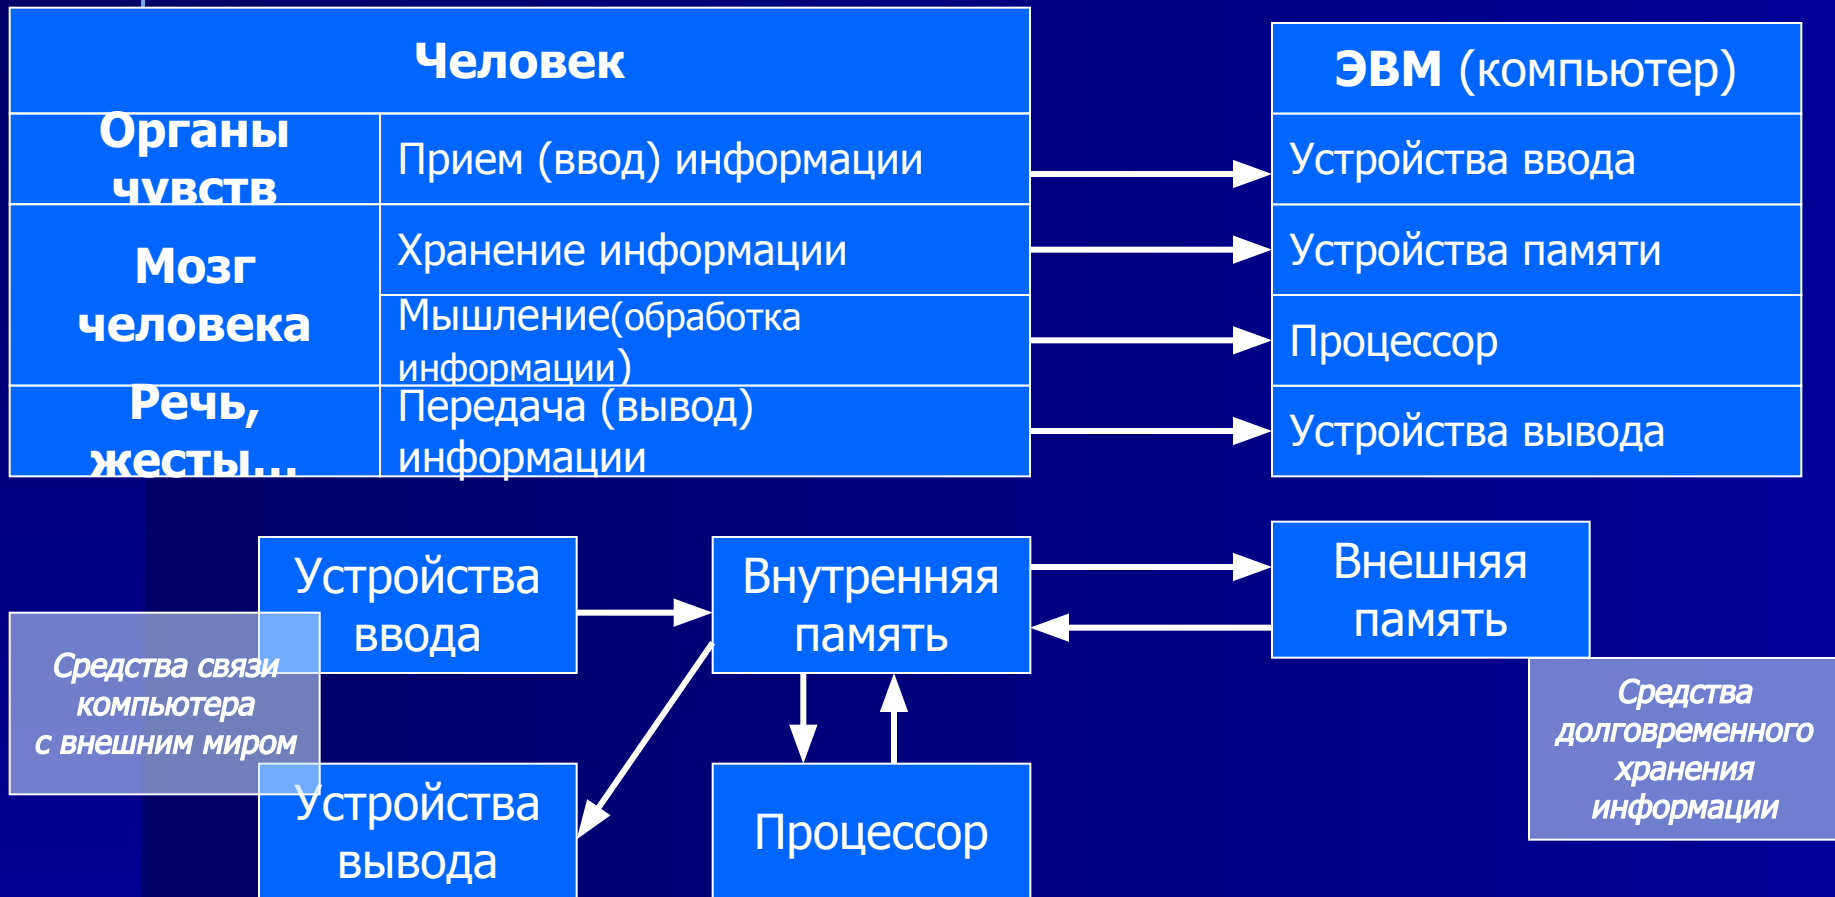 Человек
ЭВМ (компьютер)
Органы
чувств
Прием (ввод) информации
Устройства ввода
Мозг
человека
Хранение информации
Устройства памяти
Мышление(обработка
информации)
Процессор
Речь,
жесты…
Передача (вывод)
информации
Устройства вывода
Устройства
ввода
Внутренняя
память
Внешняя
память
Средства связи
компьютера
с внешним миром
Средства
долговременного
хранения
информации
Устройства
вывода
Процессор